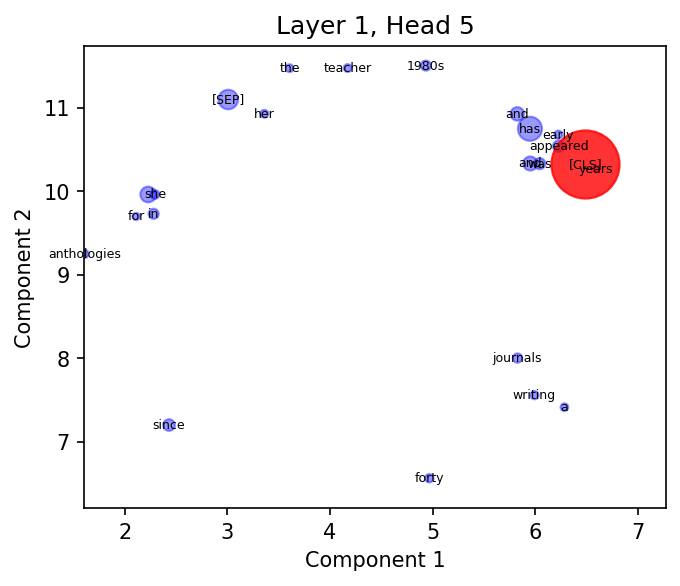 Layer 1, Head 5
the
teacher
1980s
[SEP]
her
and
has
early
appeared
and
was
[CLS]
years
she
for
in
anthologies
journals
writing
a
since
forty
11
10
9
8
7
Component 2
2
3
4
5
6
7
Component 1